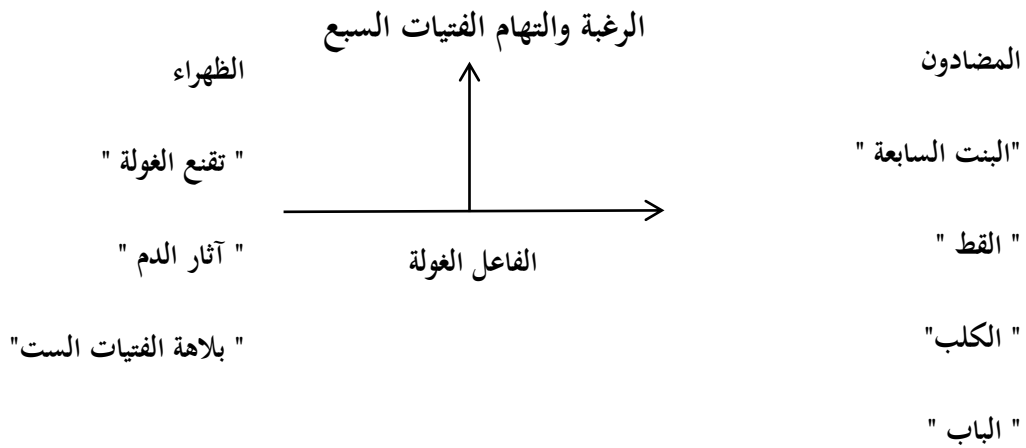 الرغبة والتهام الفتيات السبع
المضادون
"البنت السابعة "
" القط "
" الكلب"
" الباب "
الفاعل الغولة
الظهراء
" تقنع الغولة "
" آثار الدم "
" بلاهة الفتيات الست"